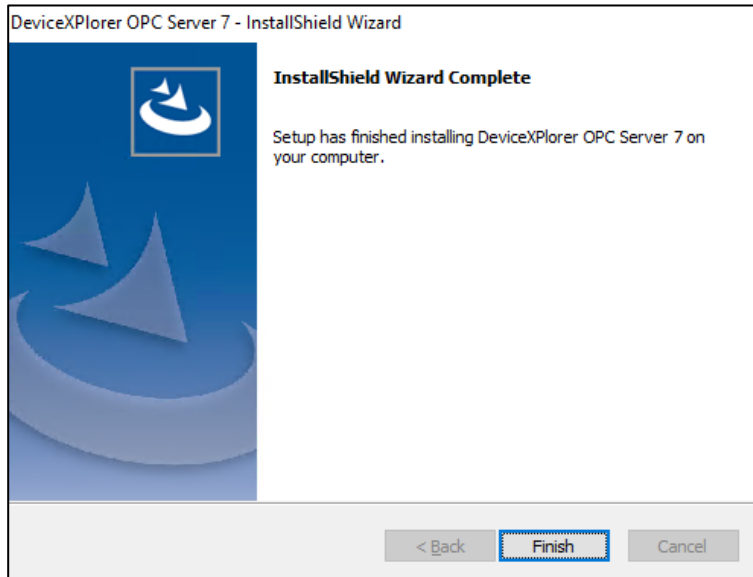 DeviceXPlorer OPC Server 7 - InstallShield Wizard
InstallShield Wizard Complete
Setup has finished installing DeviceXPlorer OPC Server 7 on
your computer.
< Back
Finish
Cancel